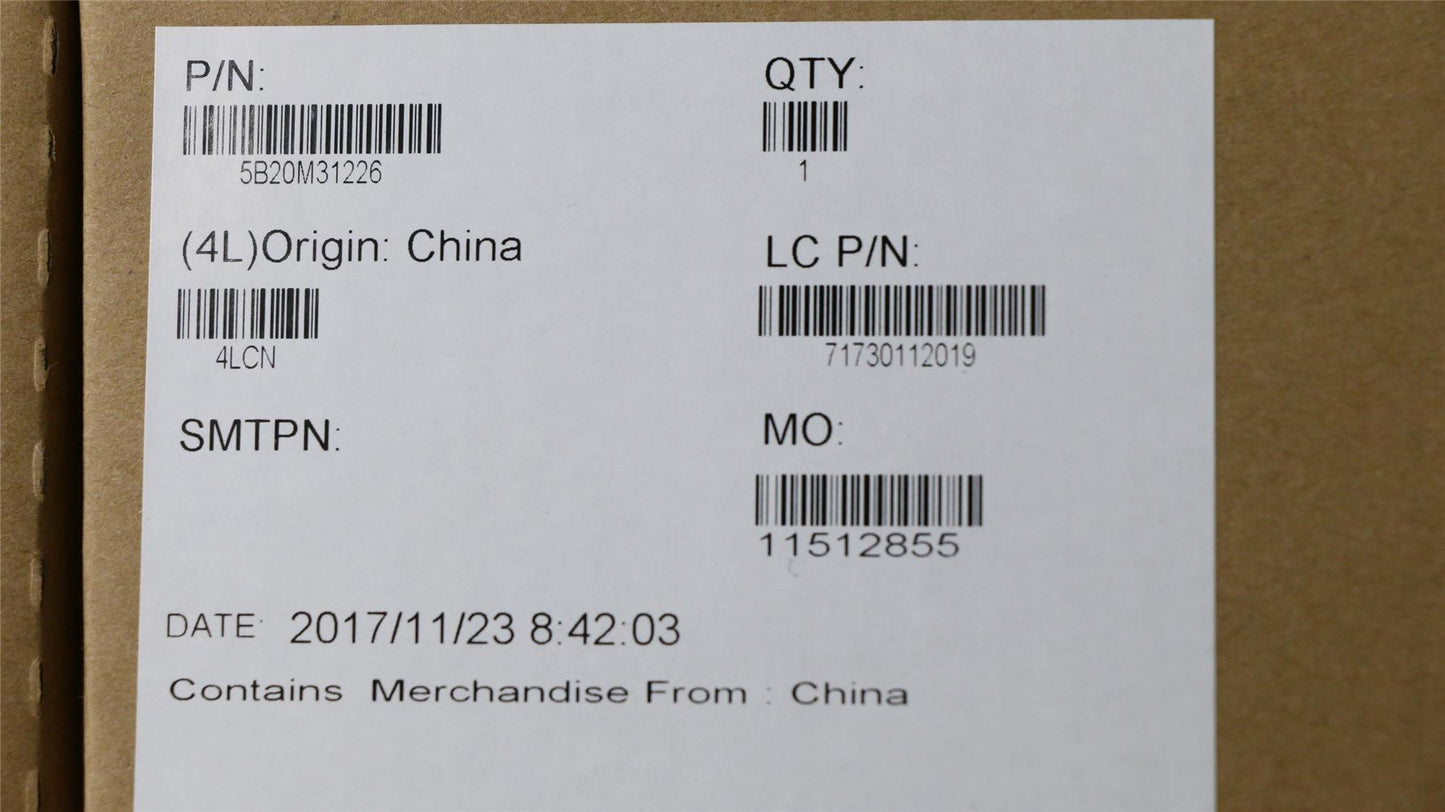 P/N:
5B20M31226
QTY:
1
(4L)Origin: China
4LCN
LC P/N:
71730112019
SMTPN:
MO:
11512855
DATE: 2017/11/23 8:42:03
Contains Merchandise From : China